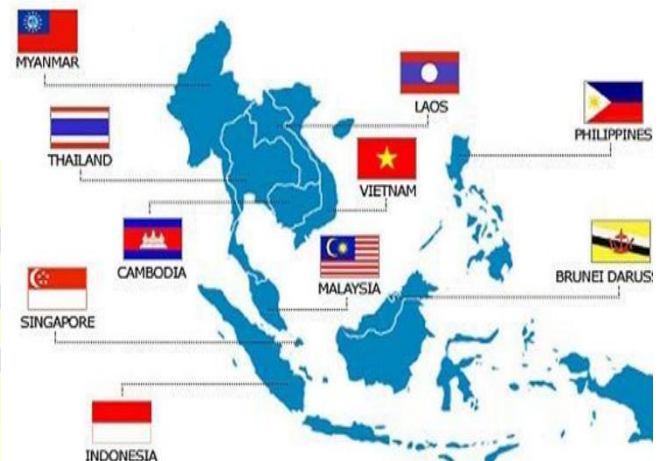 MYANMAR
LAOS
PHILIPPINES
THAILAND
VIETNAM
CAMBODIA
MALAYSIA
BRUNEI DARUSS
SINGAPORE
INDONESIA